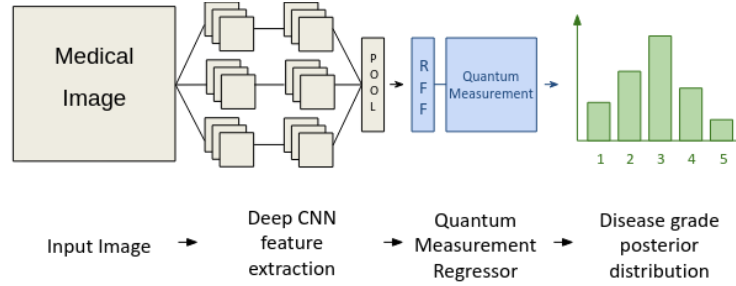 Medical
Image
P
O
O
L
R
F
F
Quantum
Measurement
1 2 3 4 5
Input Image
Deep CNN
feature
extraction
Quantum
Measurement
Regressor
Disease grade
posterior
distribution